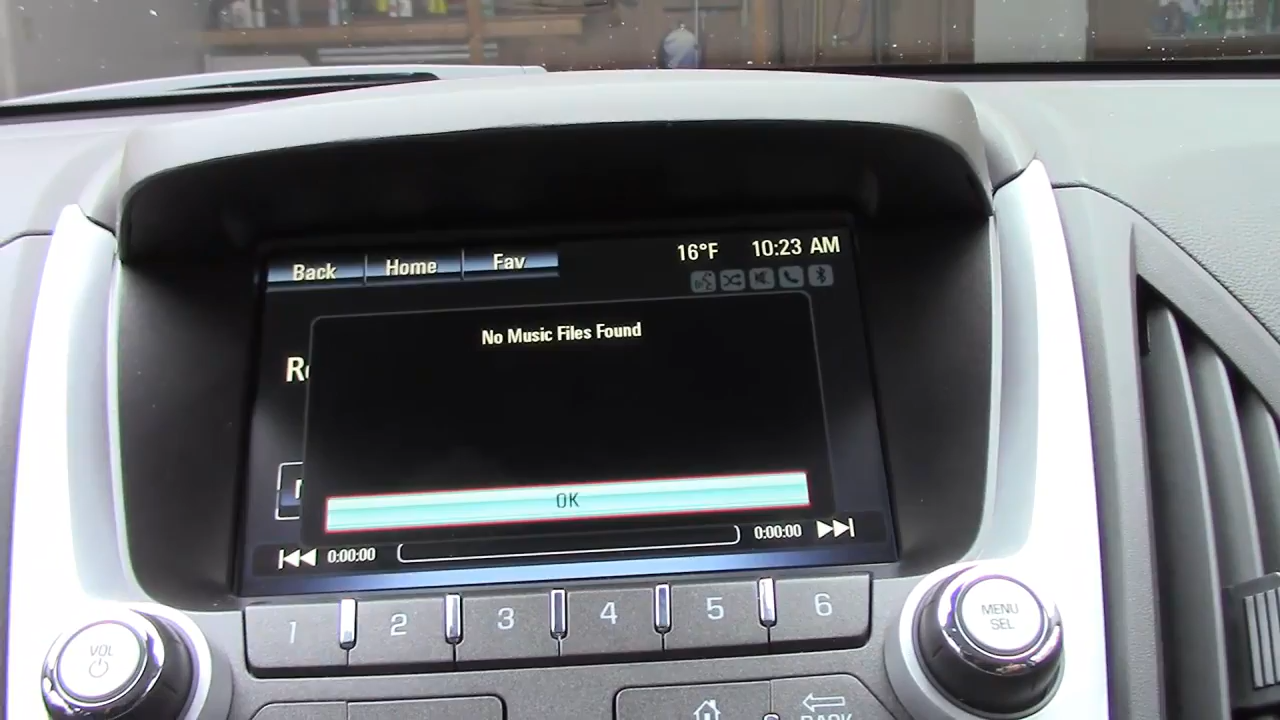 Back Home Fav 16°F 10:23 AM
No Music Files Found
OK
0:00:00 0:00:00
1 2 3 4 5 6
VOL
MENU
SEL
BACK